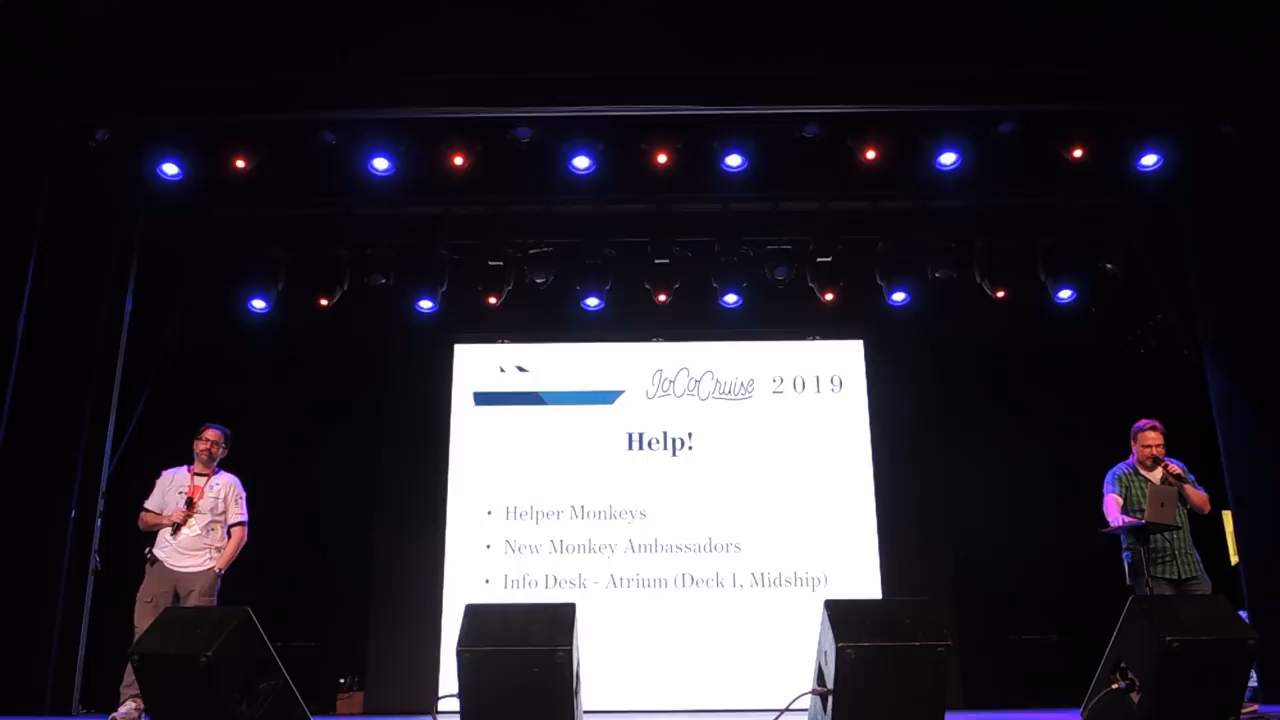 JoCoCruise 2019
Help!
• Helper Monkeys
• New Monkey Ambassadors
• Info Desk - Atrium (Deck 1, Midship)